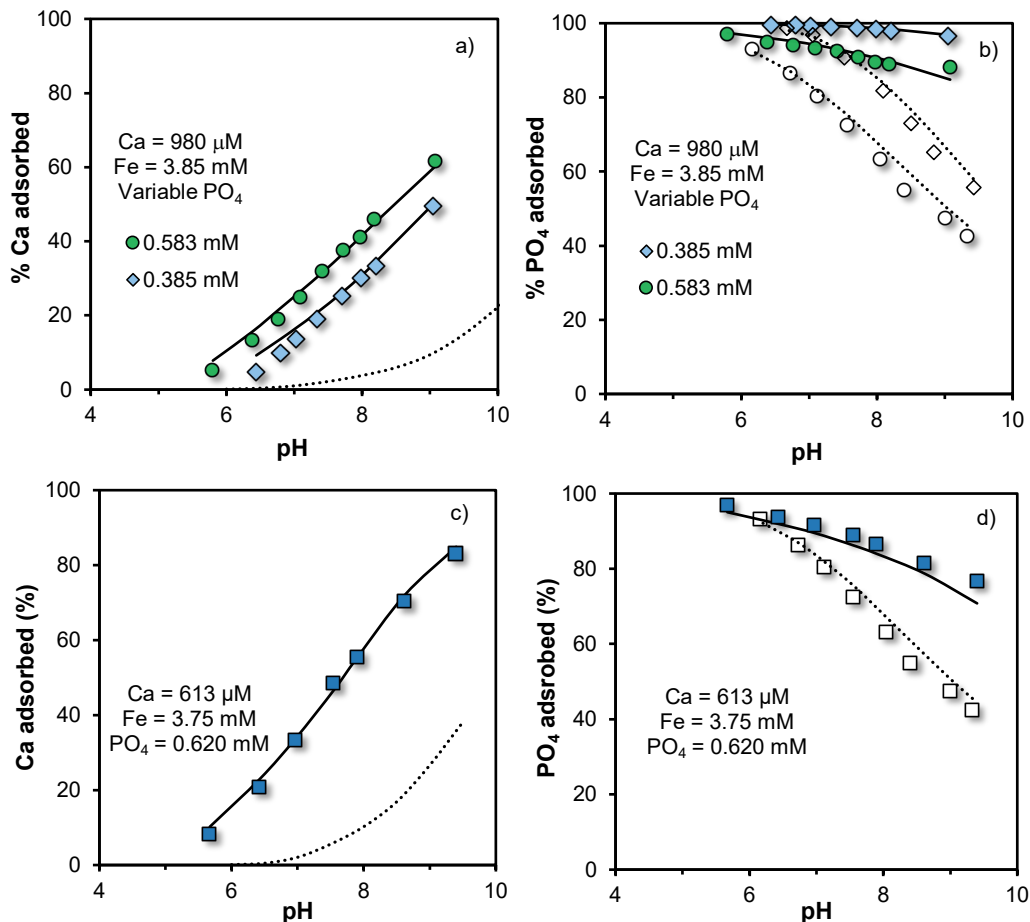 a)
100
80
60
40
20
0
% Ca adsorbed
Ca = 980 μM
Fe = 3.85 mM
Variable PO₄
0.583 mM
0.385 mM
4 6 8 10
pH
b)
100
80
60
40
20
0
% PO₄ adsorbed
Ca = 980 μM
Fe = 3.85 mM
Variable PO₄
0.385 mM
0.583 mM
4 6 8 10
pH
c)
100
80
60
40
20
0
Ca adsorbed (%)
Ca = 613 µM
Fe = 3.75 mM
PO₄ = 0.620 mM
4 6 8 10
pH
d)
100
80
60
40
20
0
PO₄ adsrobed (%)
Ca = 613 µM
Fe = 3.75 mM
PO₄ = 0.620 mM
4 6 8 10
pH